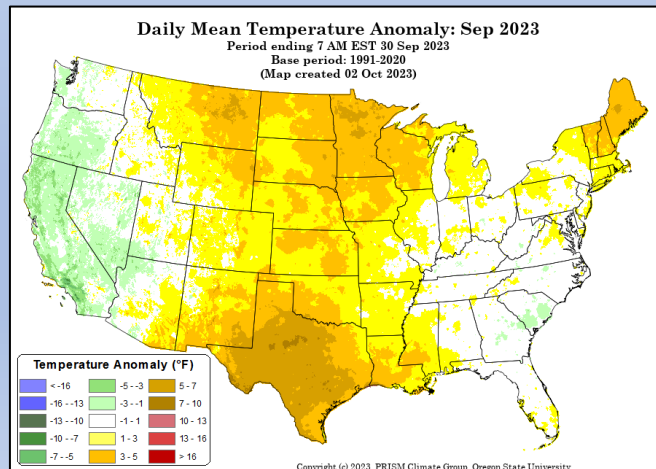 Daily Mean Temperature Anomaly: Sep 2023
Period ending 7 AM EST 30 Sep 2023
Base period: 1991-2020
(Map created 02 Oct 2023)
Temperature Anomaly (°F)
< -16 -5 - -3 5 - 7
-16 - -13 -3 - -1 7 - 10
-13 - -10 -1 - 1 10 - 13
-10 - -7 1 - 3 13 - 16
-7 - -5 3 - 5 > 16
Copyright (c) 2023, PRISM Climate Group, Oregon State University